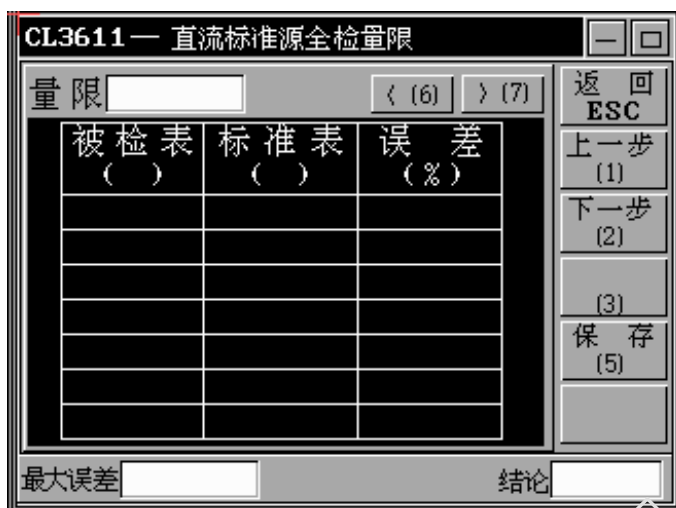 CL3611— 直流标准源全检量限
量 限
〈 (6) 〉 (7)
返 回
ESC
被检表 标准表 误 差
( ) ( ) (%)
上一步
(1)
下一步
(2)
(3)
保 存
(5)
最大误差 结论